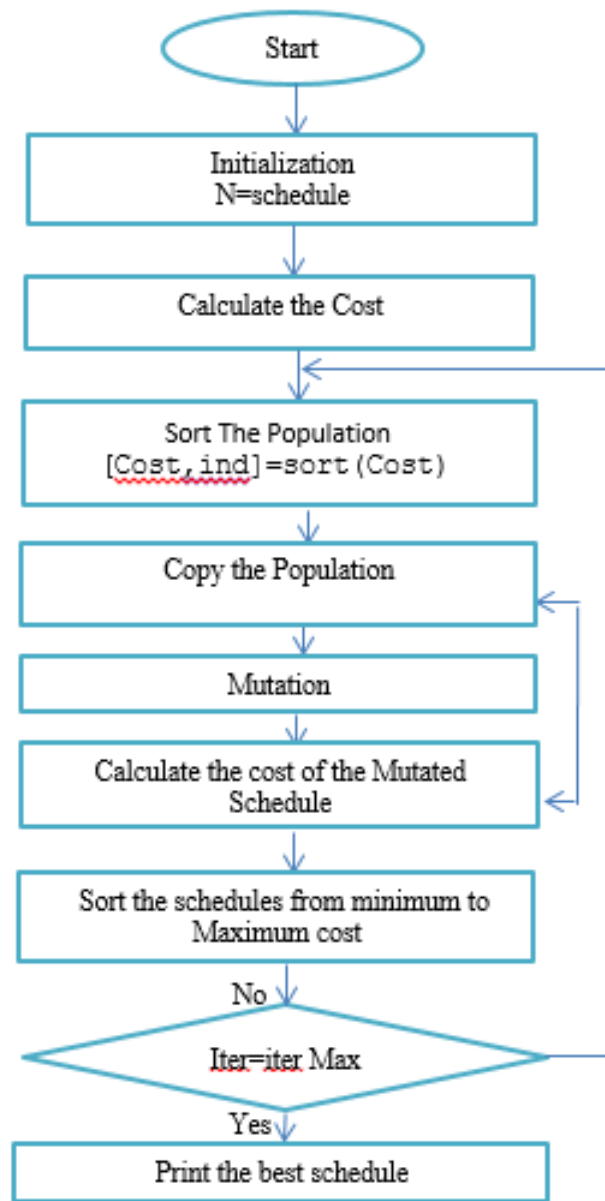 Start
Initialization
N=schedule
Calculate the Cost
Sort The Population
[Cost,ind]=sort(Cost)
Copy the Population
Mutation
Calculate the cost of the Mutated
Schedule
Sort the schedules from minimum to
Maximum cost
No
Iter=iter Max
Yes
Print the best schedule